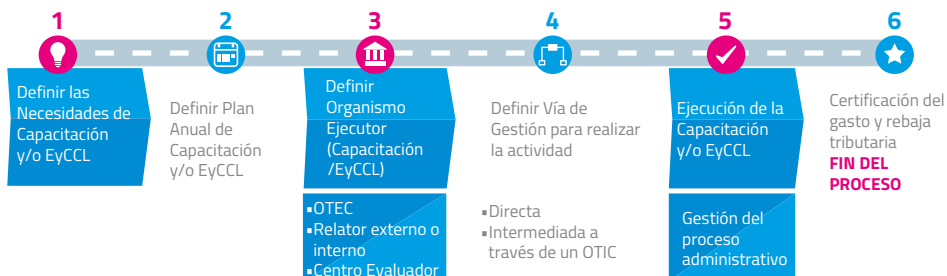 1
2
3
4
5
6
Definir las
Necesidades de
Capacitación
y/o EyCCL
Definir Plan
Anual de
Capacitación
y/o EyCCL
Definir
Organismo
Ejecutor
(Capacitación
/EyCCL)
▪OTEC
▪Relator externo o
interno
▪Centro Evaluador
Definir Vía de
Gestión para realizar
la actividad
▪Directa
▪Intermediada a
través de un OTIC
Ejecución de la
Capacitación
y/o EyCCL
Gestión del
proceso
administrativo
Certificación del
gasto y rebaja
tributaria
FIN DEL
PROCESO